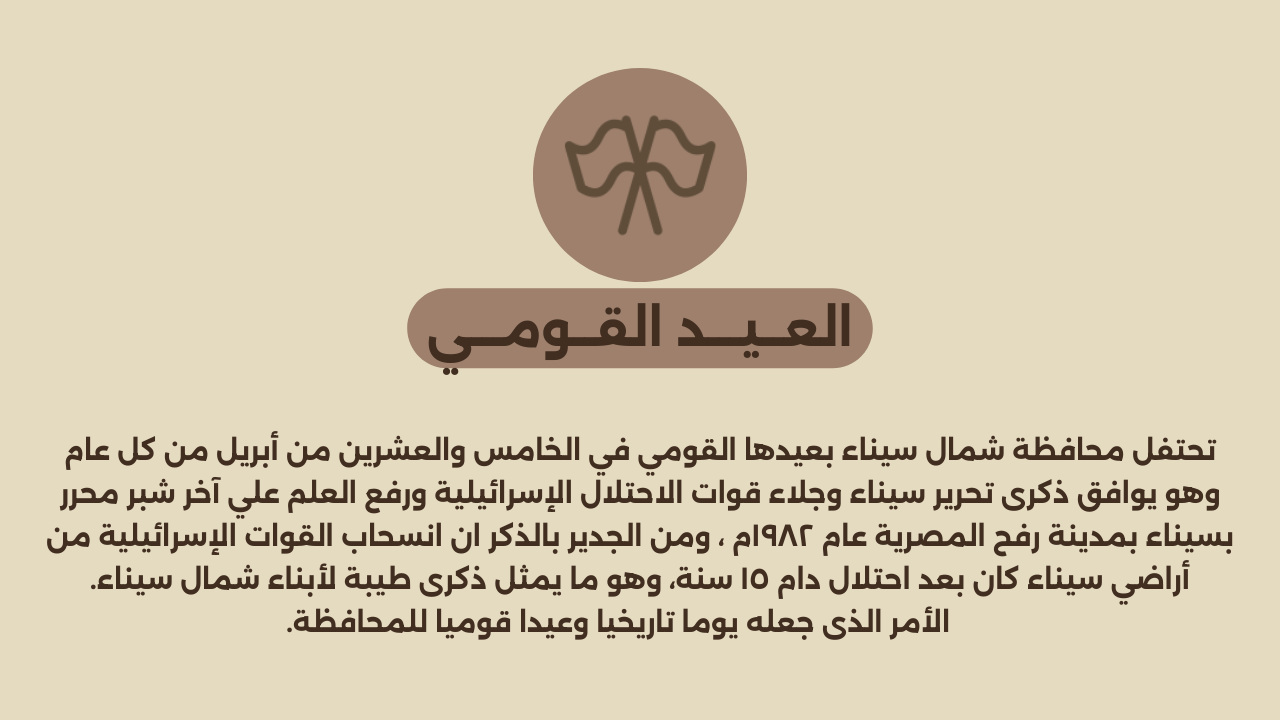 العيد القومي
تحتفل محافظة شمال سيناء بعيدها القومي في الخامس والعشرين من أبريل من كل عام
وهو يوافق ذكرى تحرير سيناء وجلاء قوات الاحتلال الإسرائيلية ورفع العلم علي آخر شبر محرر
بسيناء بمدينة رفح المصرية عام ١٩٨٢م ، ومن الجدير بالذكر ان انسحاب القوات الإسرائيلية من
أراضي سيناء كان بعد احتلال دام ١٥ سنة، وهو ما يمثل ذكرى طيبة لأبناء شمال سيناء.
الأمر الذى جعله يوما تاريخيا وعيدا قوميا للمحافظة.